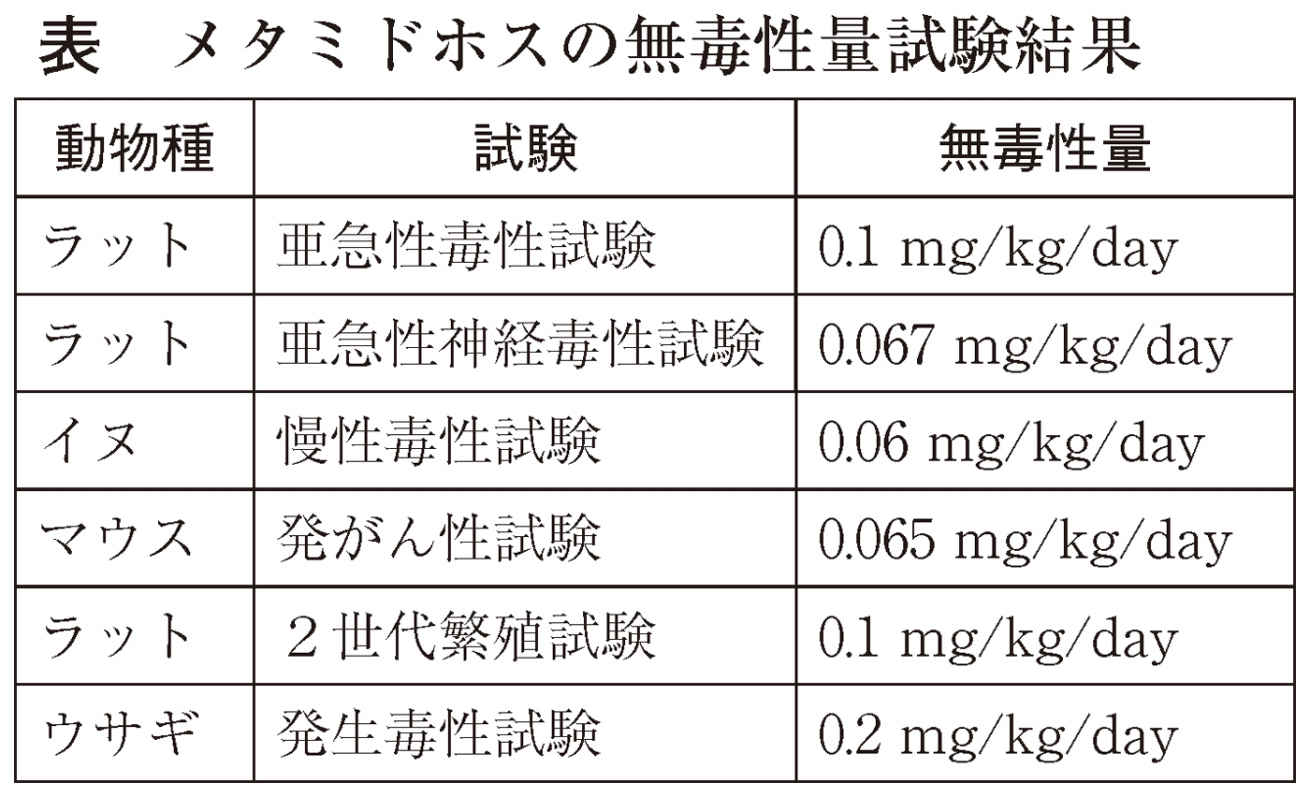 表　メタミドホスの無毒性量試験結果
動物種　試験　無毒性量
ラット　亜急性毒性試験　0.1 mg/kg/day
ラット　亜急性神経毒性試験　0.067 mg/kg/day
イヌ　慢性毒性試験　0.06 mg/kg/day
マウス　発がん性試験　0.065 mg/kg/day
ラット　２世代繁殖試験　0.1 mg/kg/day
ウサギ　発生毒性試験　0.2 mg/kg/day